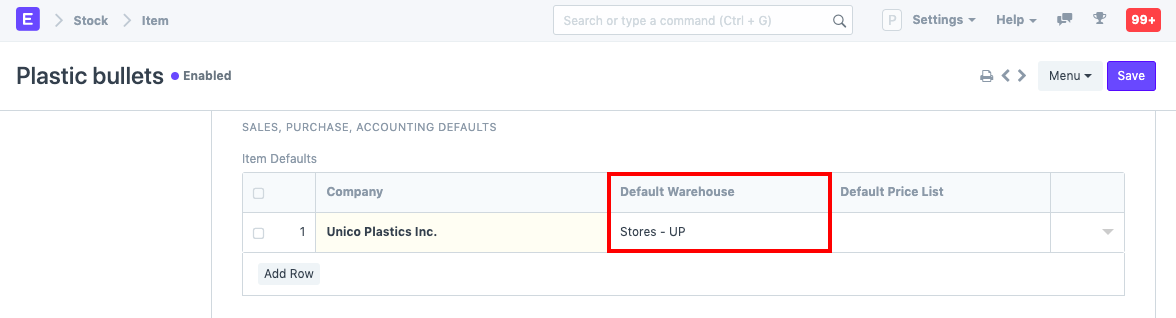 E Stock Item Search or type a command (Ctrl + G) P Settings Help 99+
Plastic bullets Enabled Menu Save
SALES, PURCHASE, ACCOUNTING DEFAULTS
Item Defaults
Company Default Warehouse Default Price List
1 Unico Plastics Inc. Stores - UP
Add Row